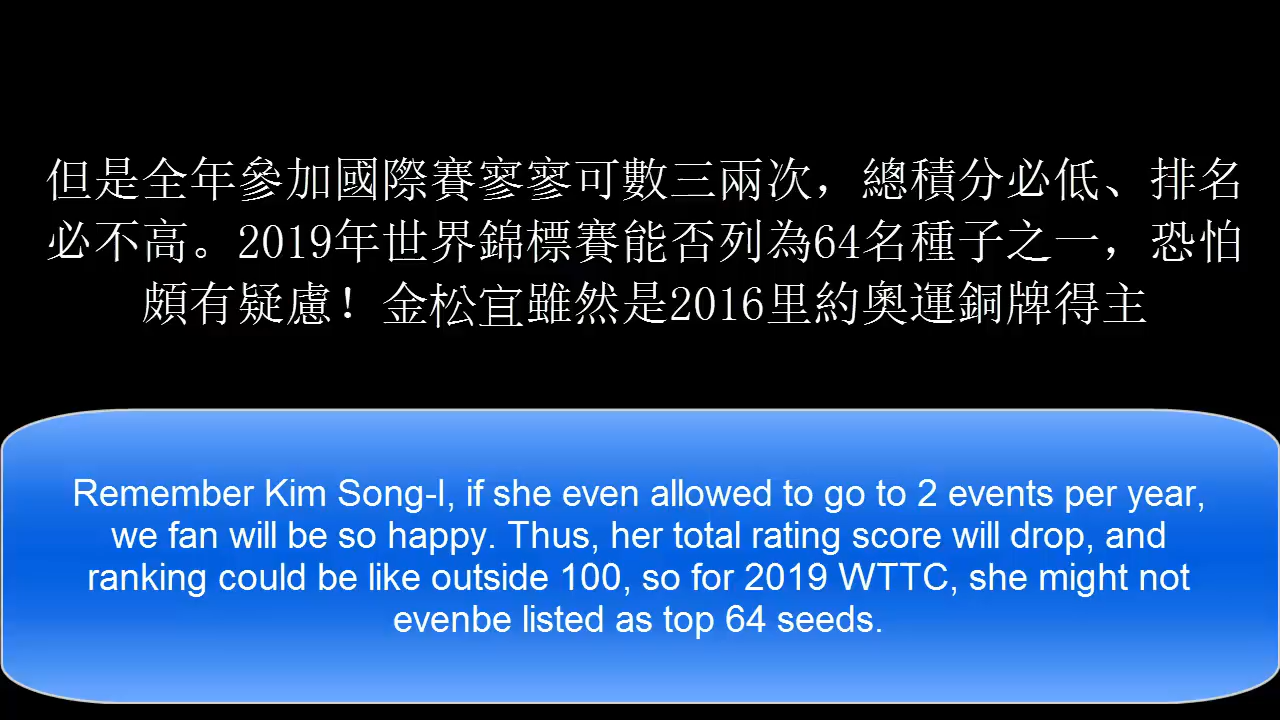 但是全年參加國際賽寥寥可數三兩次，總積分必低、排名
必不高。2019年世界錦標賽能否列為64名種子之一，恐怕
頗有疑慮！金松宜雖然是2016里約奧運銅牌得主
Remember Kim Song-I, if she even allowed to go to 2 events per year,
we fan will be so happy. Thus, her total rating score will drop, and
ranking could be like outside 100, so for 2019 WTTC, she might not
evenbe listed as top 64 seeds.